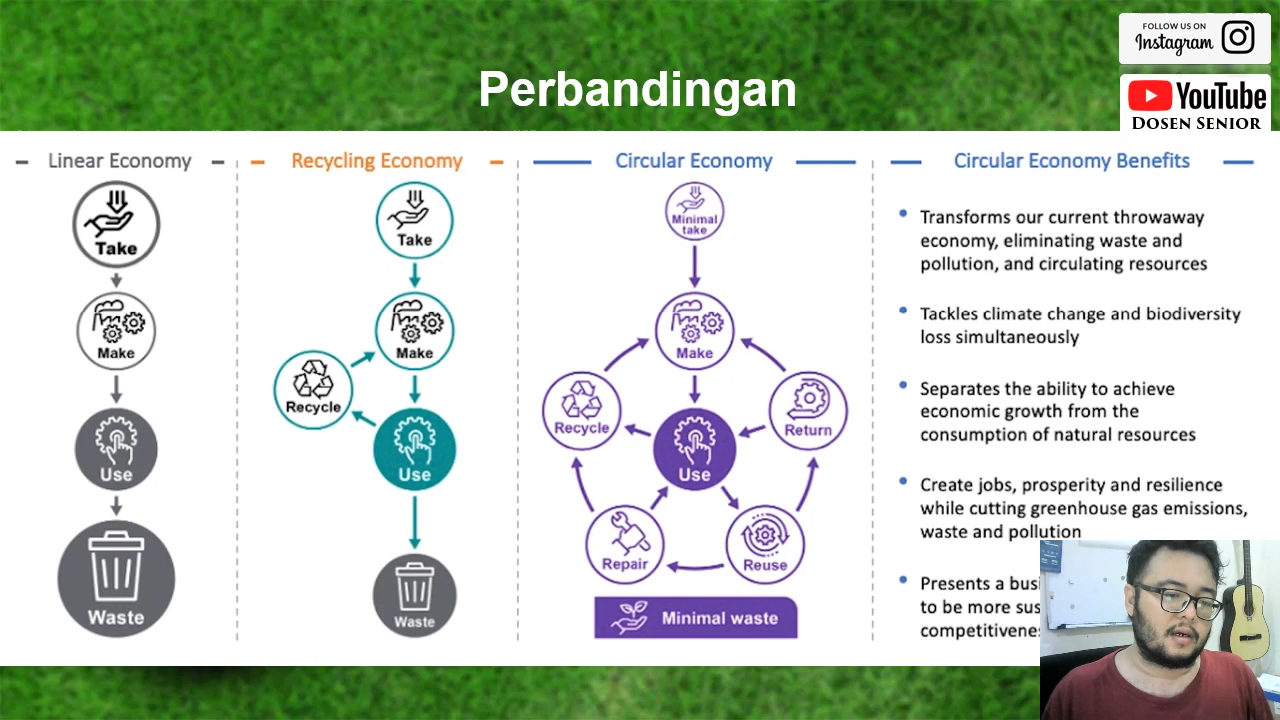 FOLLOW US ON
Instagram
YouTube
DOSEN SENIOR
Perbandingan
Linear Economy
Take
Make
Use
Waste
Recycling Economy
Take
Make
Recycle
Use
Waste
Circular Economy
Minimal
take
Make
Recycle
Return
Use
Repair
Reuse
Minimal waste
Circular Economy Benefits
Transforms our current throwaway
economy, eliminating waste and
pollution, and circulating resources
Tackles climate change and biodiversity
loss simultaneously
Separates the ability to achieve
economic growth from the
consumption of natural resources
Create jobs, prosperity and resilience
while cutting greenhouse gas emissions,
waste and pollution
Presents a
to be more